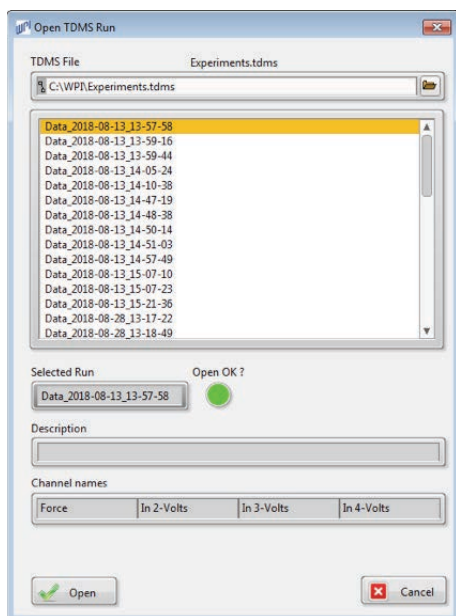 Open TDMS Run
TDMS File Experiments.tdms
C:\WPI\Experiments.tdms
Data_2018-08-13_13-57-58
Data_2018-08-13_13-59-16
Data_2018-08-13_13-59-44
Data_2018-08-13_14-05-24
Data_2018-08-13_14-10-38
Data_2018-08-13_14-47-19
Data_2018-08-13_14-48-38
Data_2018-08-13_14-50-14
Data_2018-08-13_14-51-03
Data_2018-08-13_14-57-49
Data_2018-08-13_15-07-10
Data_2018-08-13_15-07-23
Data_2018-08-13_15-21-36
Data_2018-08-28_13-17-22
Data_2018-08-28_13-18-49
Selected Run Open OK ?
Data_2018-08-13_13-57-58
Description
Channel names
Force In 2-Volts In 3-Volts In 4-Volts
Open Cancel